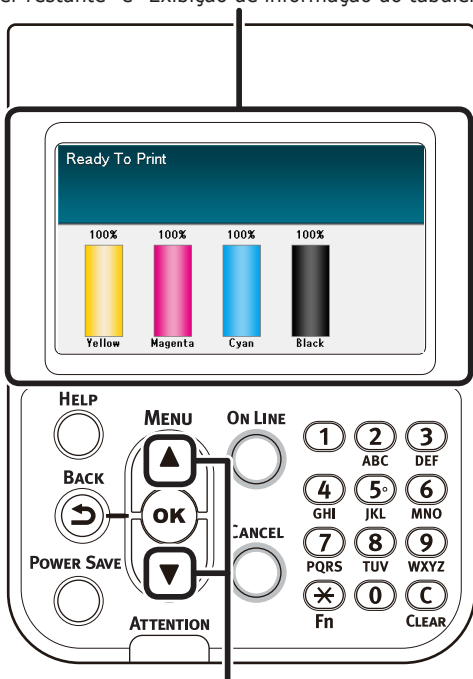 restante" e "Exibição de informação do
Ready To Print
100% 100% 100% 100%
Yellow Magenta Cyan Black
HELP
MENU
ON LINE
1 2 3
ABC DEF
BACK
4 5 6
GHI JKL MNO
OK
CANCEL
7 8 9
PQRS TUV WXYZ
POWER SAVE
0 C
Fn CLEAR
ATTENTION